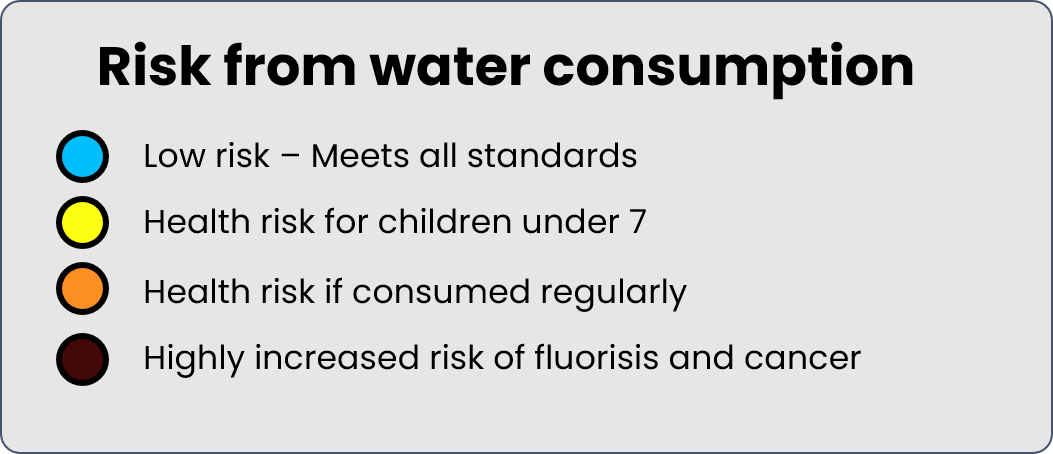 Risk from water consumption
Low risk – Meets all standards
Health risk for children under 7
Health risk if consumed regularly
Highly increased risk of fluorisis and cancer